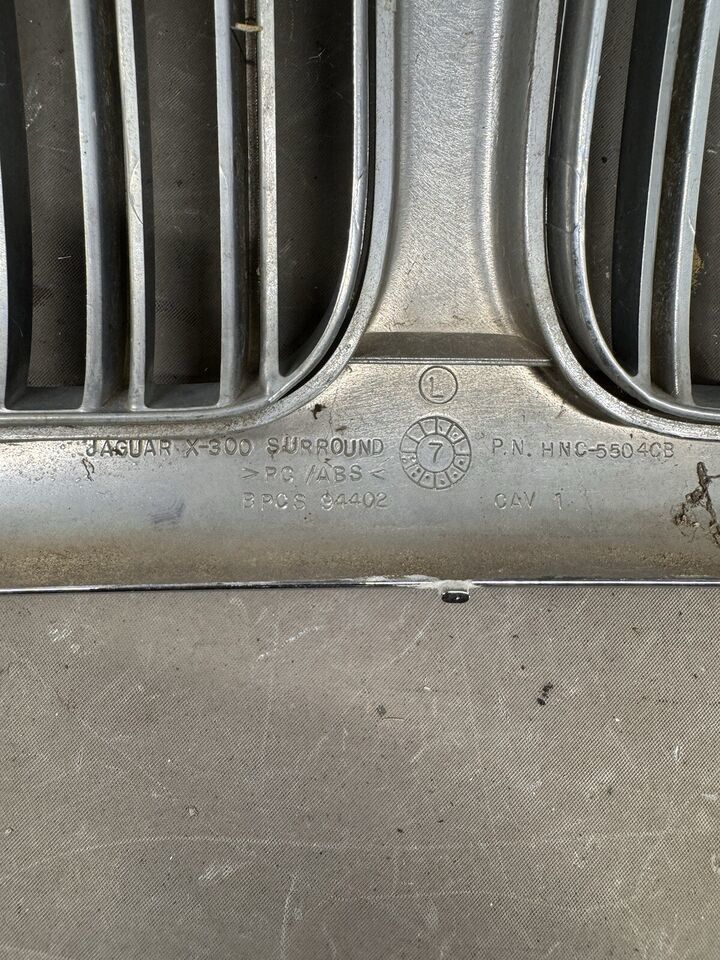 L
JAGUAR X-300 SURROUND
7
P.N. HNC-5504CB
>PC/ABS<
BPCS 94402
CAV 1